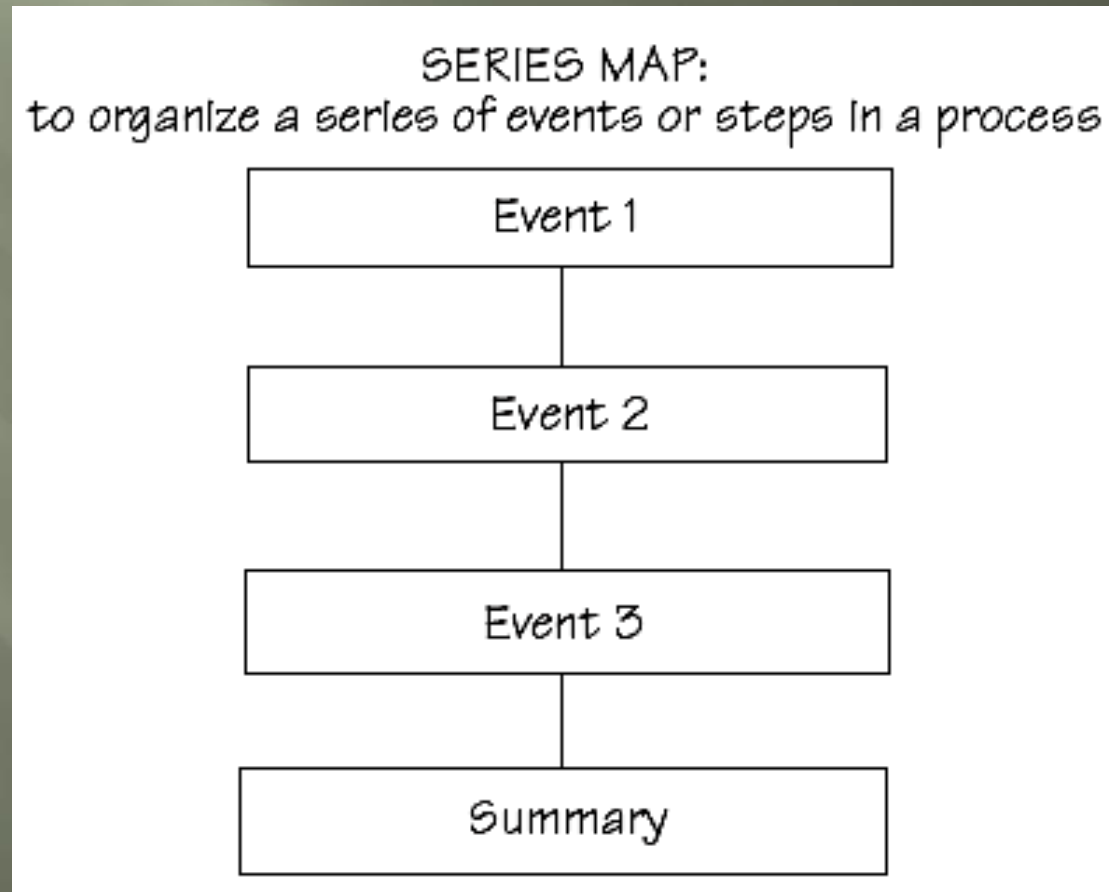 SERIES MAP:
to organize a series of events or steps in a process
Event 1
Event 2
Event 3
Summary